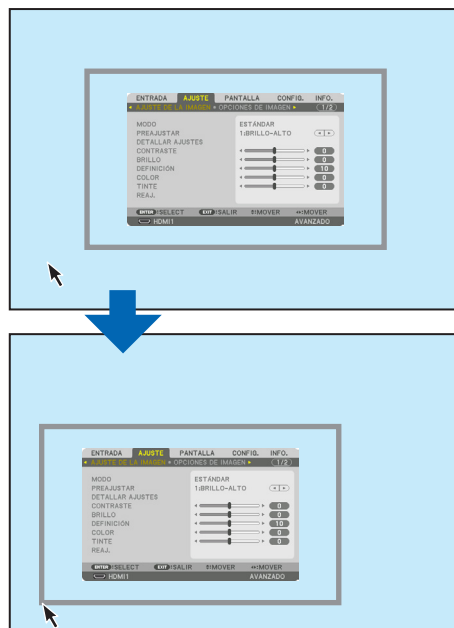 ENTRADA AJUSTE PANTALLA CONFIG. INFO.
AJUSTE DE LA IMAGEN OPCIONES DE IMAGEN 1/2
MODO ESTÁNDAR
PREAJUSTAR 1:BRILLO-ALTO
DETALLAR AJUSTES
CONTRASTE 0
BRILLO 0
DEFINICIÓN 10
COLOR 0
TINTE 0
REAJ.
ENTER:SELECT EXIT:SALIR ↕:MOVER ↔:MOVER
HDMI1 AVANZADO
ENTRADA AJUSTE PANTALLA CONFIG. INFO.
AJUSTE DE LA IMAGEN OPCIONES DE IMAGEN 1/2
MODO ESTÁNDAR
PREAJUSTAR 1:BRILLO-ALTO
DETALLAR AJUSTES
CONTRASTE 0
BRILLO 0
DEFINICIÓN 10
COLOR 0
TINTE 0
REAJ.
ENTER:SELECT EXIT:SALIR ↕:MOVER ↔:MOVER
HDMI1 AVANZADO